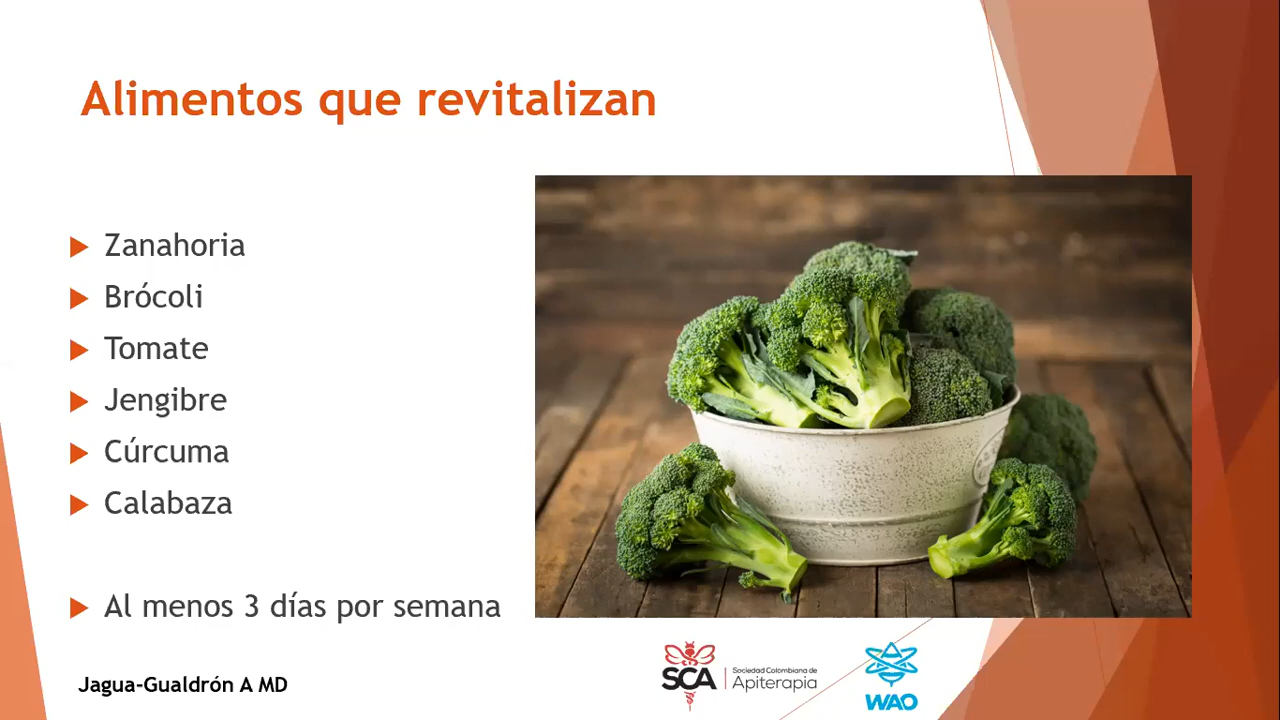 Alimentos que revitalizan
Zanahoria
Brócoli
Tomate
Jengibre
Cúrcuma
Calabaza
Al menos 3 días por semana
Jagua-Gualdrón A MD
SCA
Sociedad Colombiana de
Apiterapia
WAO